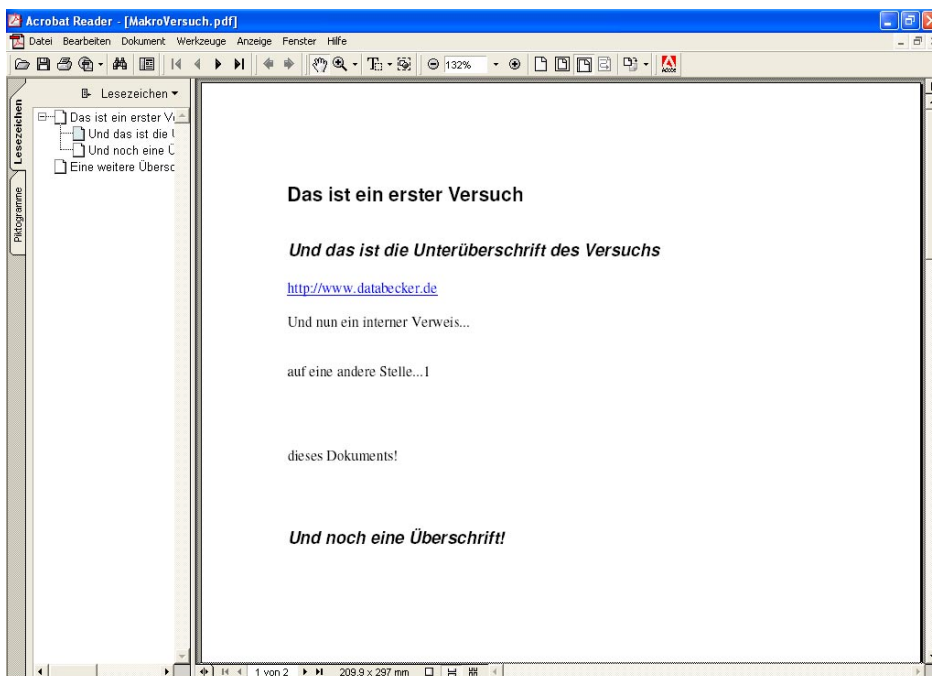 Acrobat Reader - [MakroVersuch.pdf]
Datei Bearbeiten Dokument Werkzeuge Anzeige Fenster Hilfe
132%
Adobe
Lesezeichen
Lesezeichen
Piktogramme
Das ist ein erster
Und das ist die
Und noch eine
Eine weitere
Das ist ein erster Versuch
Und das ist die Unterüberschrift des Versuchs
http://www.databecker.de
Und nun ein interner Verweis...
auf eine andere Stelle...1
dieses Dokuments!
Und noch eine Überschrift!
1 von 2 209.9 x 297 mm